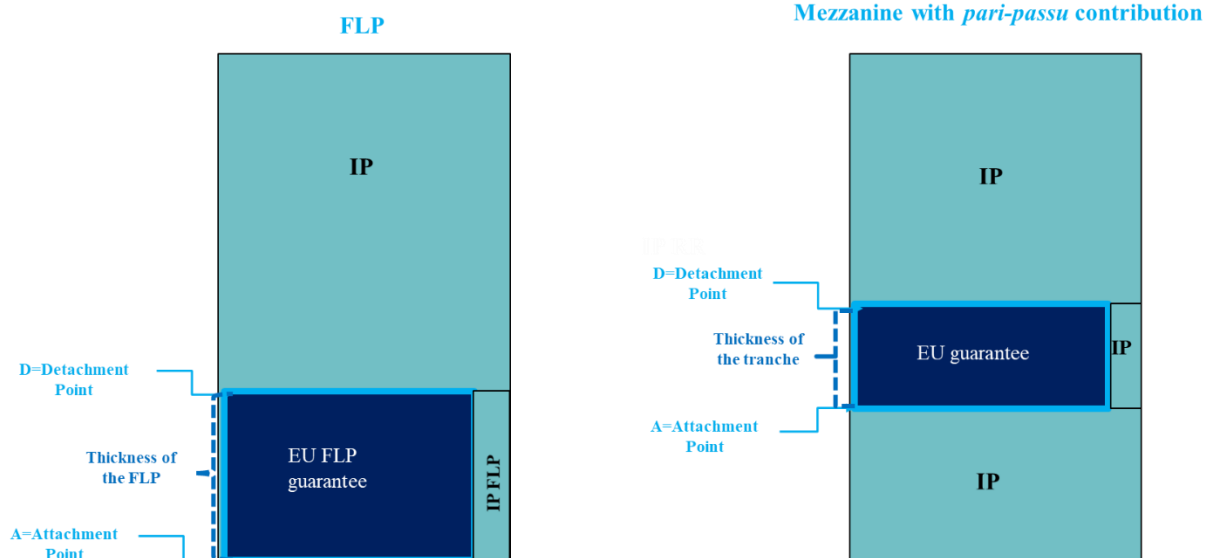 FLP
IP
D=Detachment
Point
Thickness of
the FLP
EU FLP
guarantee
IP FLP
A=Attachment
Point
Mezzanine with pari-passu contribution
IP
D=Detachment
Point
Thickness of
the tranche
EU guarantee
IP
A=Attachment
Point
IP